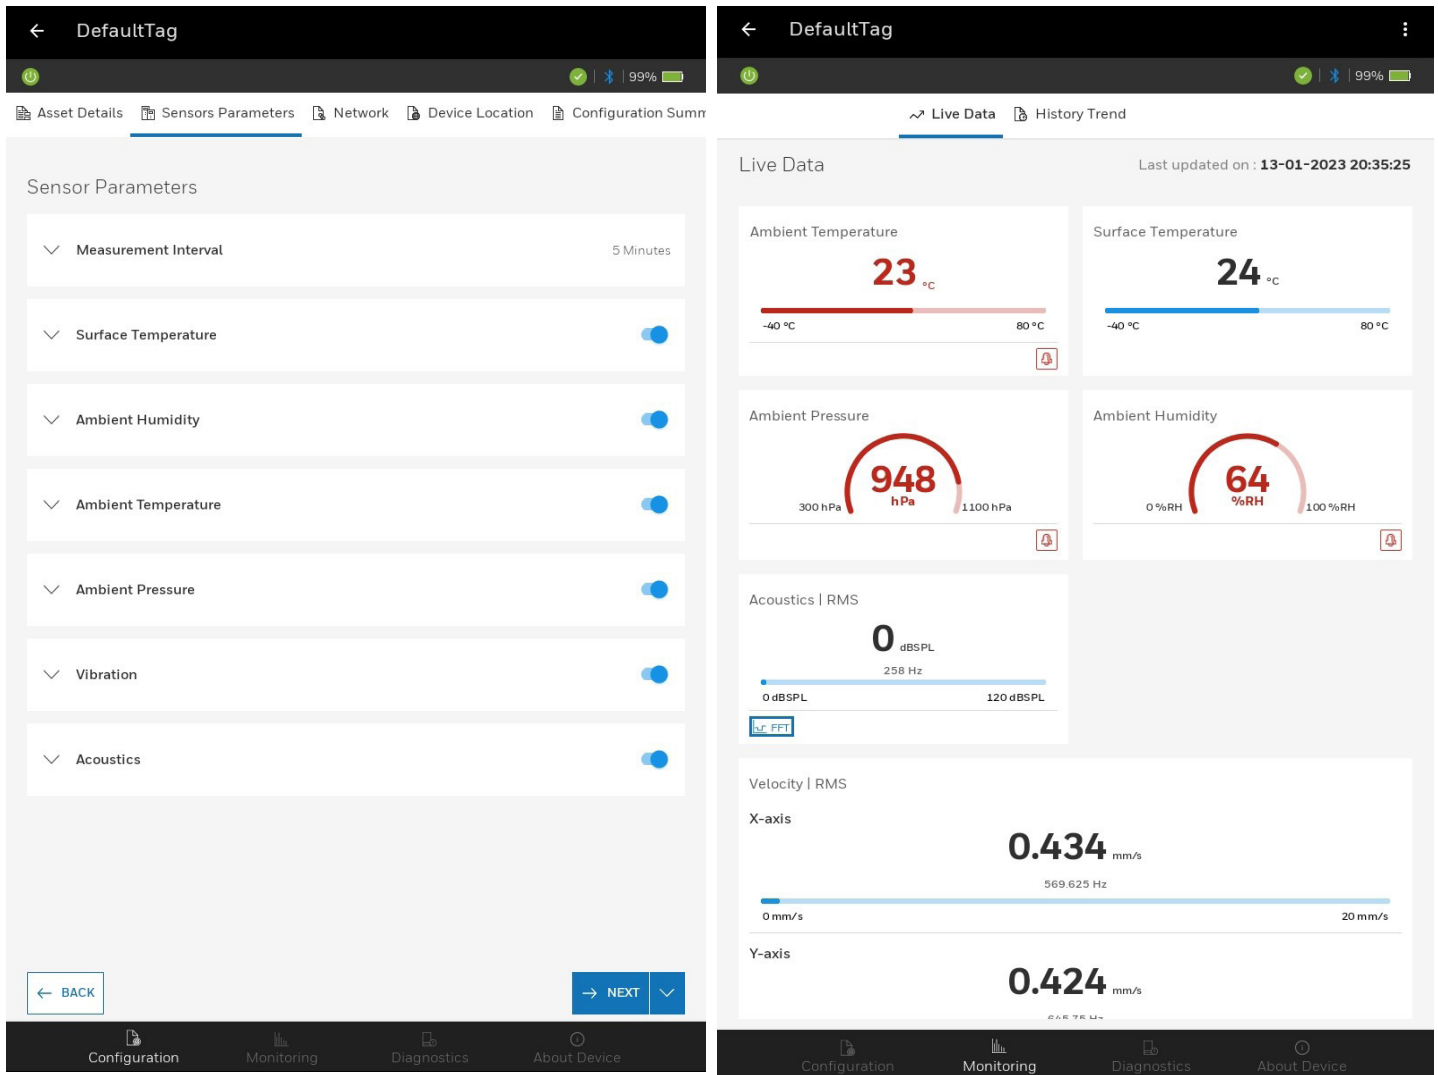 DefaultTag
99%
Asset Details Sensors Parameters Network Device Location Configuration Summ
Sensor Parameters
Measurement Interval 5 Minutes
Surface Temperature
Ambient Humidity
Ambient Temperature
Ambient Pressure
Vibration
Acoustics
BACK NEXT
Configuration Monitoring Diagnostics About Device
DefaultTag
99%
Live Data History Trend
Live Data Last updated on : 13-01-2023 20:35:25
Ambient Temperature
23 °C
-40 °C 80 °C
Surface Temperature
24 °C
-40 °C 80 °C
Ambient Pressure
948
hPa
300 hPa 1100 hPa
Ambient Humidity
64
%RH
0 %RH 100 %RH
Acoustics | RMS
0 dBSPL
258 Hz
0 dBSPL 120 dBSPL
FFT
Velocity | RMS
X-axis
0.434 mm/s
569.625 Hz
0 mm/s 20 mm/s
Y-axis
0.424 mm/s
645.75 Hz
Configuration Monitoring Diagnostics About Device